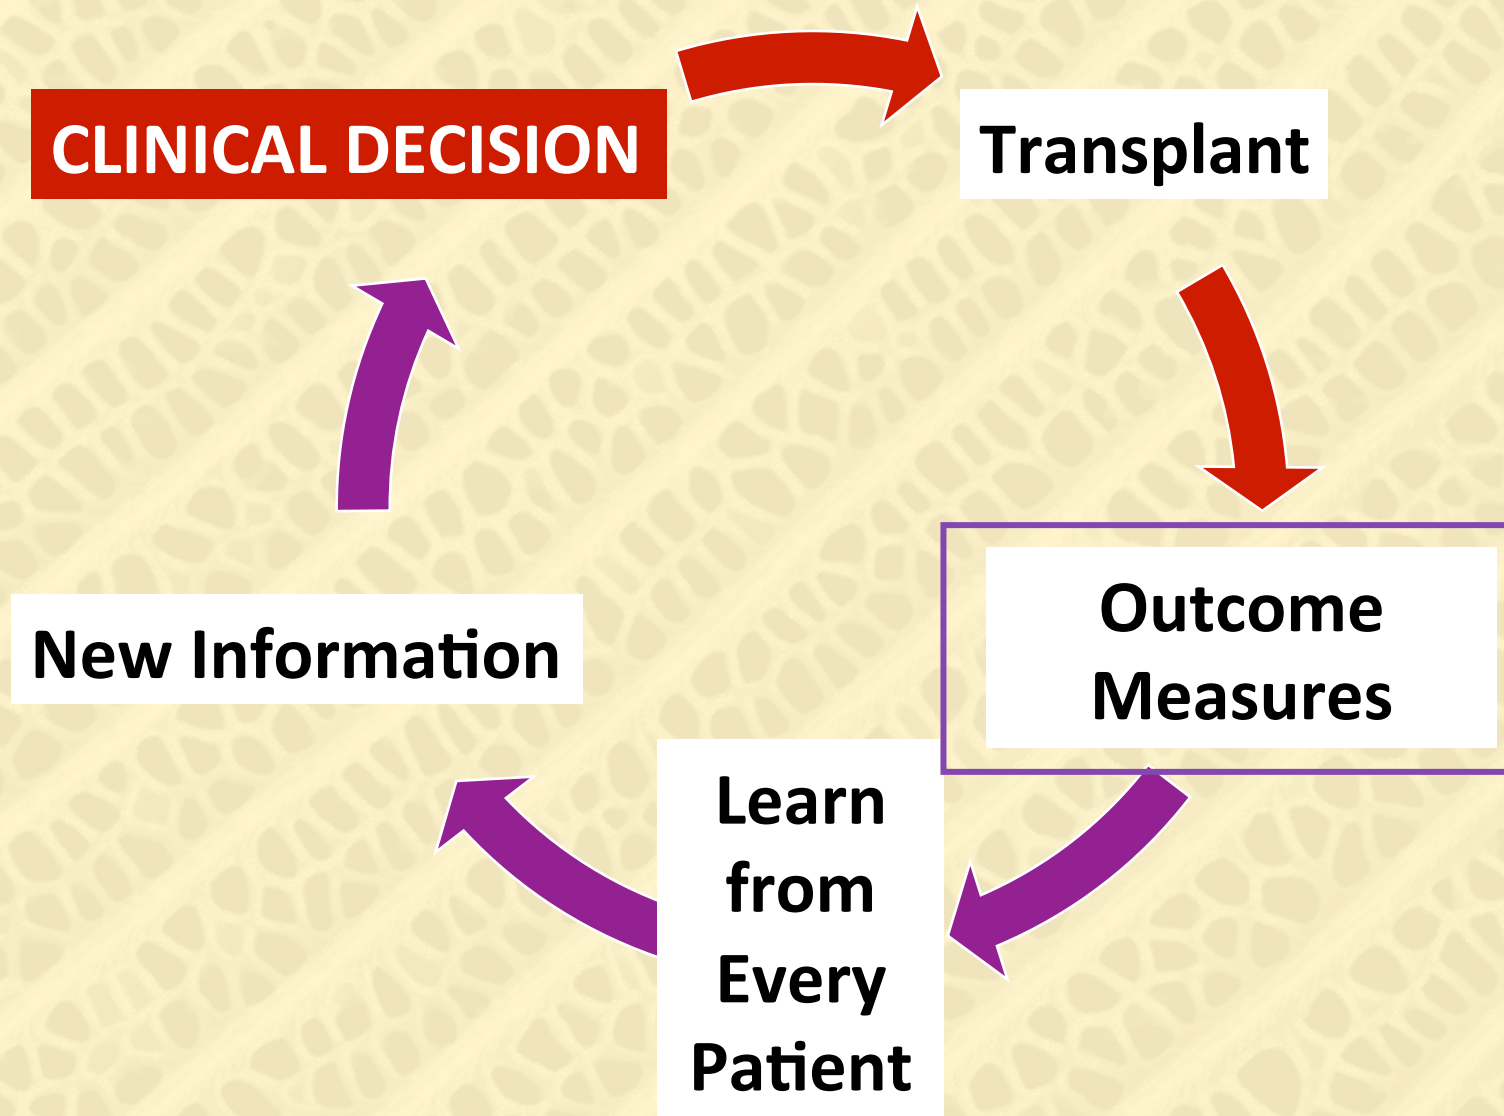 CLINICAL DECISION
Transplant
Outcome
Measures
Learn
from
Every
Patient
New Information